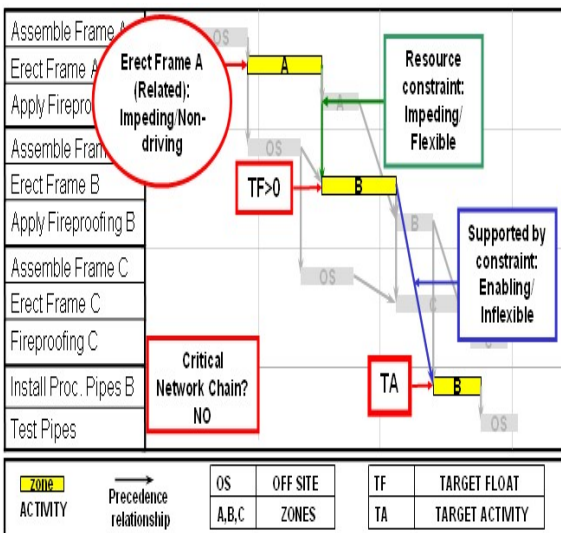 Assemble Frame A
OS
Erect Frame A
A
Apply Firepro
A
Erect Frame A
(Related):
Impeding/Non-
driving
Resource
constraint:
Impeding/
Flexible
Assemble Fram
OS
Erect Frame B
TF>0
B
Apply Fireproofing B
B
Assemble Frame C
OS
Erect Frame C
C
Supported by
constraint:
Enabling/
Inflexible
Fireproofing C
Critical
Network Chain?
NO
Install Proc. Pipes B
TA
B
Test Pipes
OS
zone
ACTIVITY
Precedence
relationship
OS OFF SITE
A,B,C ZONES
TF TARGET FLOAT
TA TARGET ACTIVITY